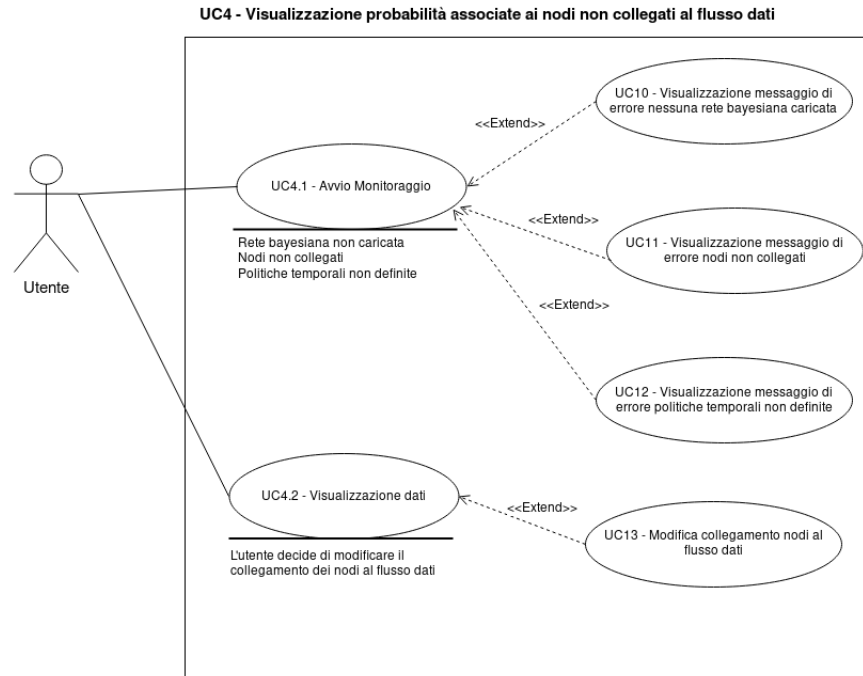 UC4 - Visualizzazione probabilità associate ai nodi non collegati al flusso dati
UC10 - Visualizzazione messaggio di
errore nessuna rete bayesiana caricata
<<Extend>>
UC4.1 - Avvio Monitoraggio
Rete bayesiana non caricata
Nodi non collegati
Politiche temporali non definite
<<Extend>>
UC11 - Visualizzazione messaggio di
errore nodi non collegati
Utente
<<Extend>>
UC12 - Visualizzazione messaggio di
errore politiche temporali non definite
UC4.2 - Visualizzazione dati
<<Extend>>
UC13 - Modifica collegamento nodi al
flusso dati
L'utente decide di modificare il
collegamento dei nodi al flusso dati